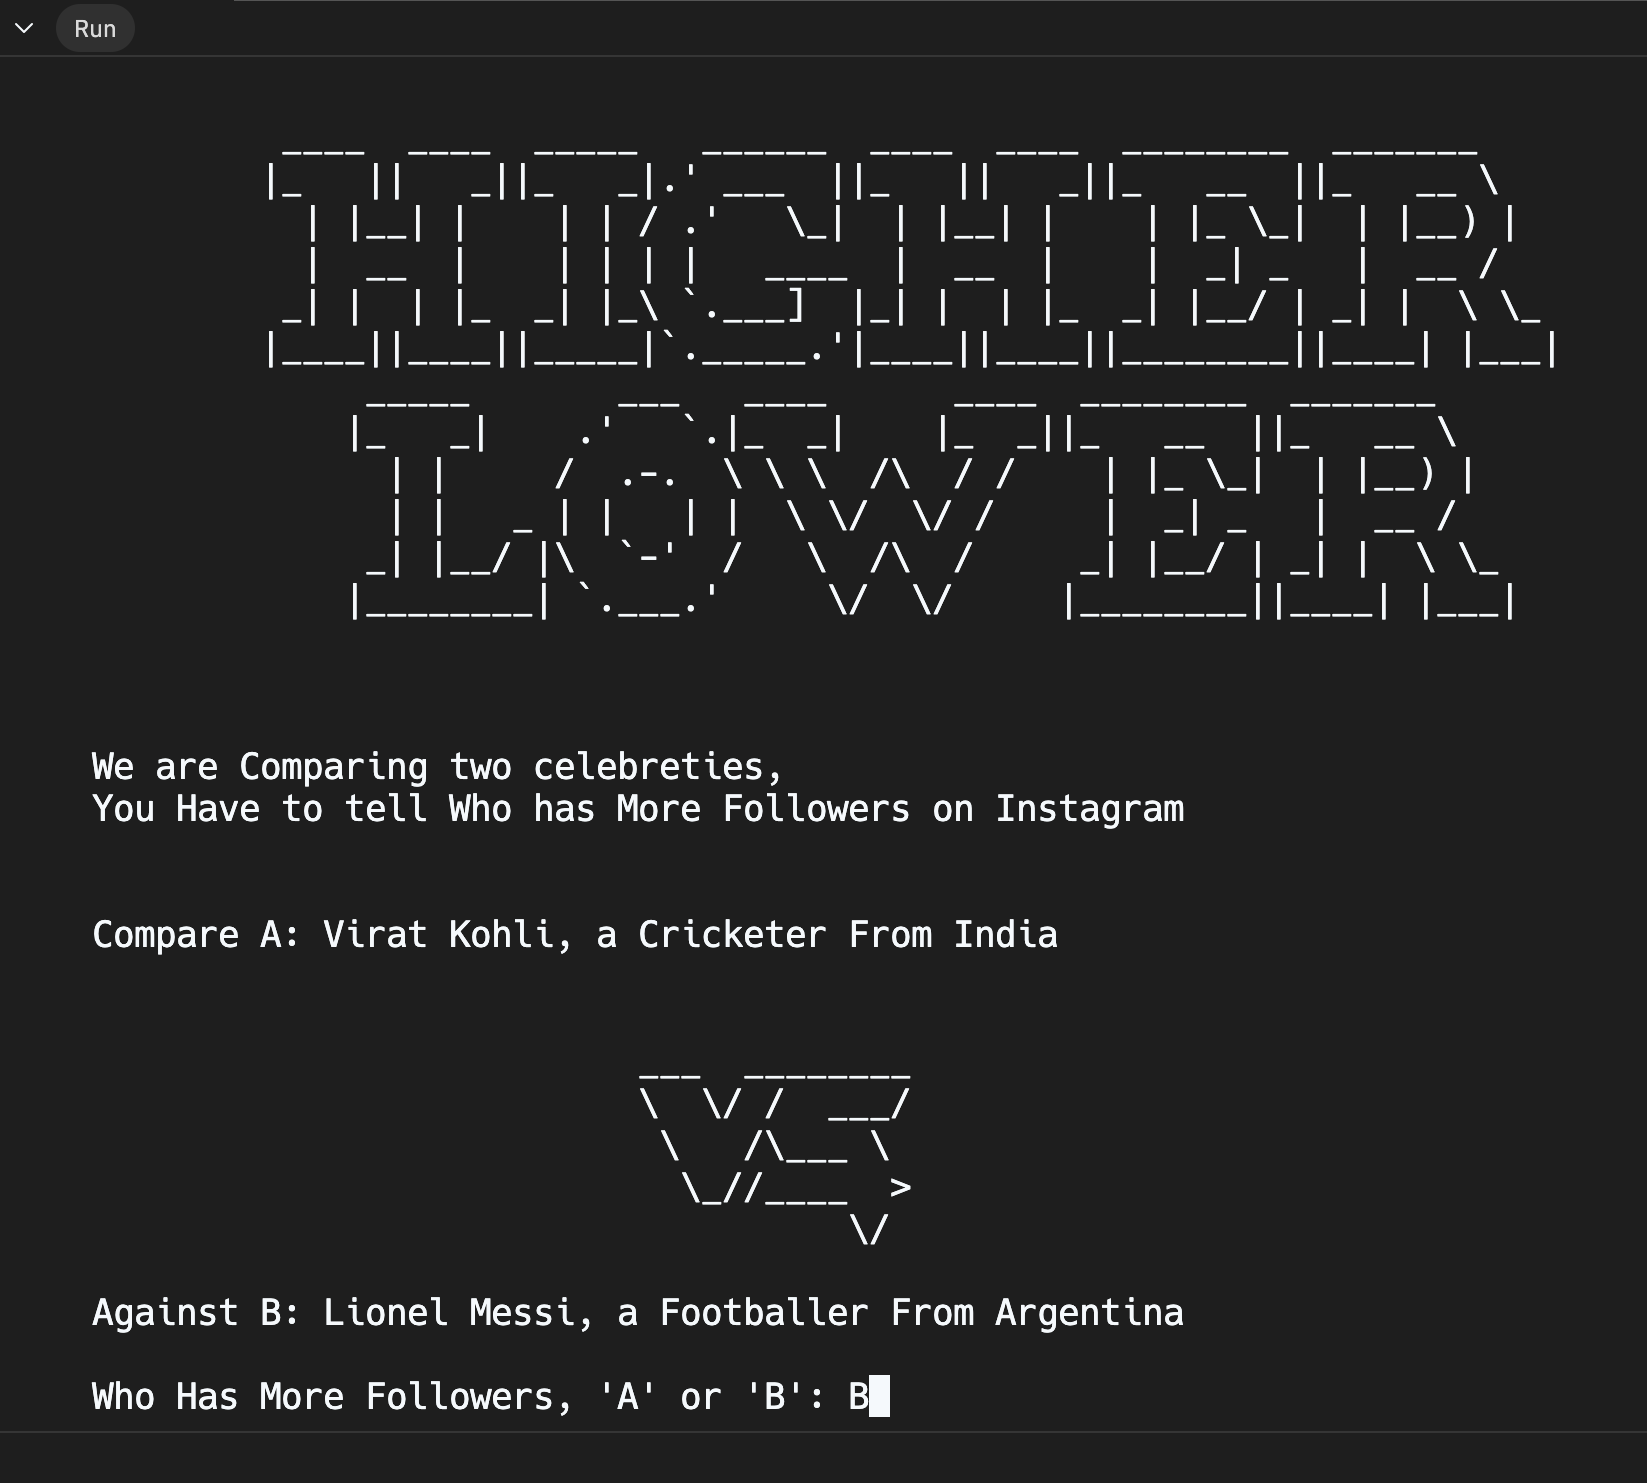 Run
HIGHER
LOWER
We are Comparing two celebreties,
You Have to tell Who has More Followers on Instagram
Compare A: Virat Kohli, a Cricketer From India
VS
Against B: Lionel Messi, a Footballer From Argentina
Who Has More Followers, 'A' or 'B': B